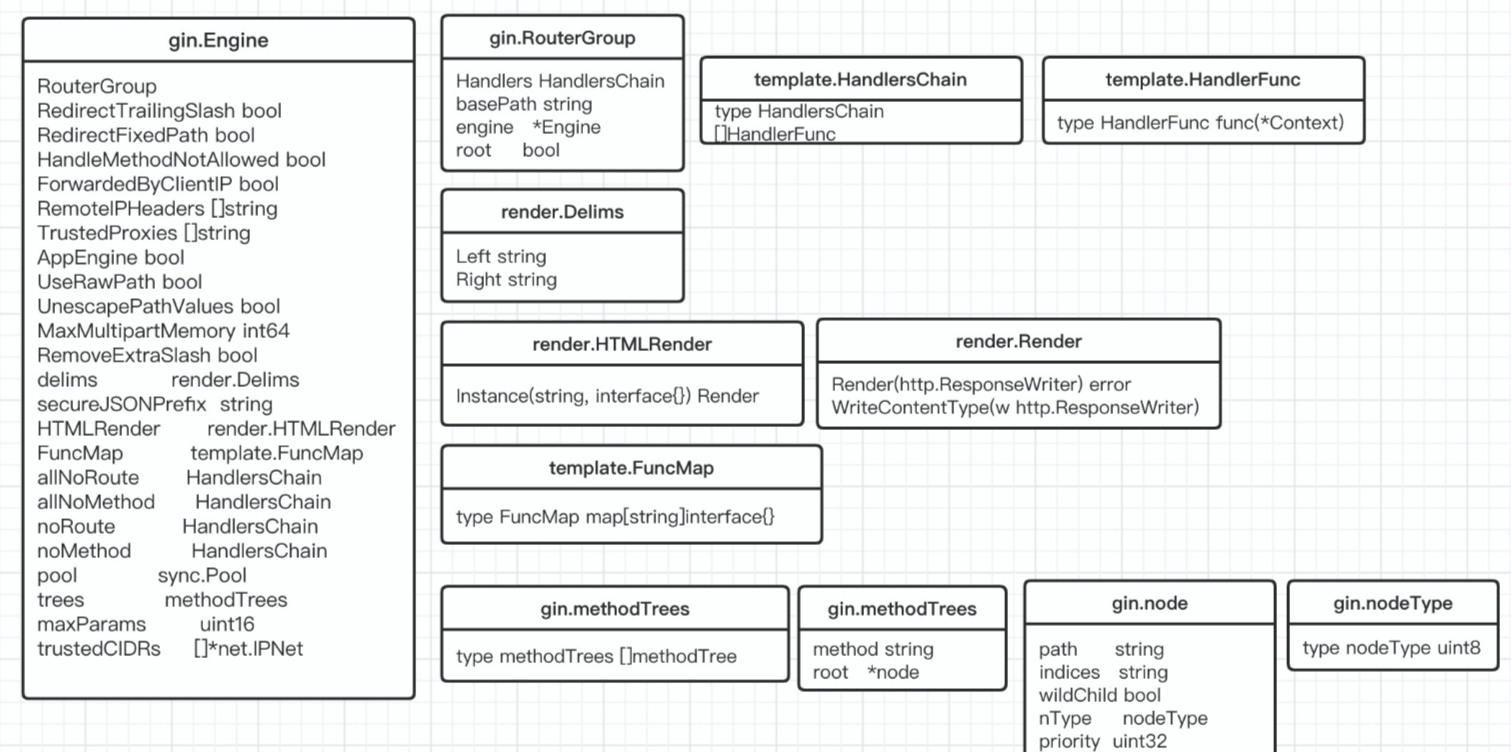 gin.Engine
RouterGroup
RedirectTrailingSlash bool
RedirectFixedPath bool
HandleMethodNotAllowed bool
ForwardedByClientIP bool
RemoteIPHeaders []string
TrustedProxies []string
AppEngine bool
UseRawPath bool
UnescapePathValues bool
MaxMultipartMemory int64
RemoveExtraSlash bool
delims render.Delims
secureJSONPrefix string
HTMLRender render.HTMLRender
FuncMap template.FuncMap
allNoRoute HandlersChain
allNoMethod HandlersChain
noRoute HandlersChain
noMethod HandlersChain
pool sync.Pool
trees methodTrees
maxParams uint16
trustedCIDRs []*net.IPNet
gin.RouterGroup
Handlers HandlersChain
basePath string
engine *Engine
root bool
template.HandlersChain
type HandlersChain
[]HandlerFunc
template.HandlerFunc
type HandlerFunc func(*Context)
render.Delims
Left string
Right string
render.HTMLRender
Instance(string, interface{}) Render
render.Render
Render(http.ResponseWriter) error
WriteContentType(w http.ResponseWriter)
template.FuncMap
type FuncMap map[string]interface{}
gin.methodTrees
type methodTrees []methodTree
gin.methodTrees
method string
root *node
gin.node
path string
indices string
wildChild bool
nType nodeType
priority uint32
gin.nodeType
type nodeType uint8